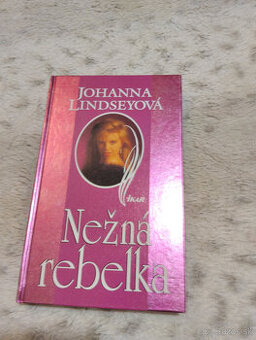 JOHANNA
LINDSEYOVÁ
IKAR
Nežná
rebelka